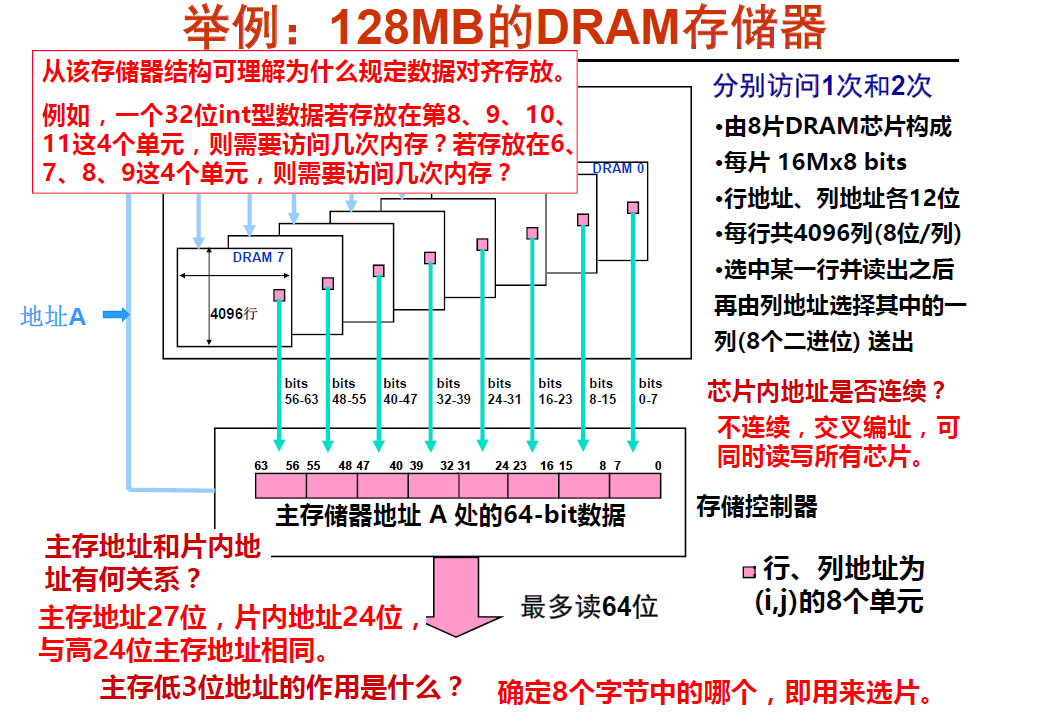 举例：128MB的DRAM存储器
从该存储器结构可理解为什么规定数据对齐存放。
例如，一个32位int型数据若存放在第8、9、10、
11这4个单元，则需要访问几次内存？若存放在6、
7、8、9这4个单元，则需要访问几次内存？
分别访问1次和2次
•由8片DRAM芯片构成
•每片 16Mx8 bits
•行地址、列地址各12位
•每行共4096列(8位/列)
•选中某一行并读出之后
再由列地址选择其中的一
列(8个二进位) 送出
DRAM 0
DRAM 7
4096行
地址A
bits 56-63
bits 48-55
bits 40-47
bits 32-39
bits 24-31
bits 16-23
bits 8-15
bits 0-7
芯片内地址是否连续？
不连续，交叉编址，可
同时读写所有芯片。
63 56 55 48 47 40 39 32 31 24 23 16 15 8 7 0
主存储器地址 A 处的64-bit数据
存储控制器
主存地址和片内地
址有何关系？
主存地址27位，片内地址24位，
与高24位主存地址相同。
最多读64位
行、列地址为
(i,j)的8个单元
主存低3位地址的作用是什么？
确定8个字节中的哪个，即用来选片。